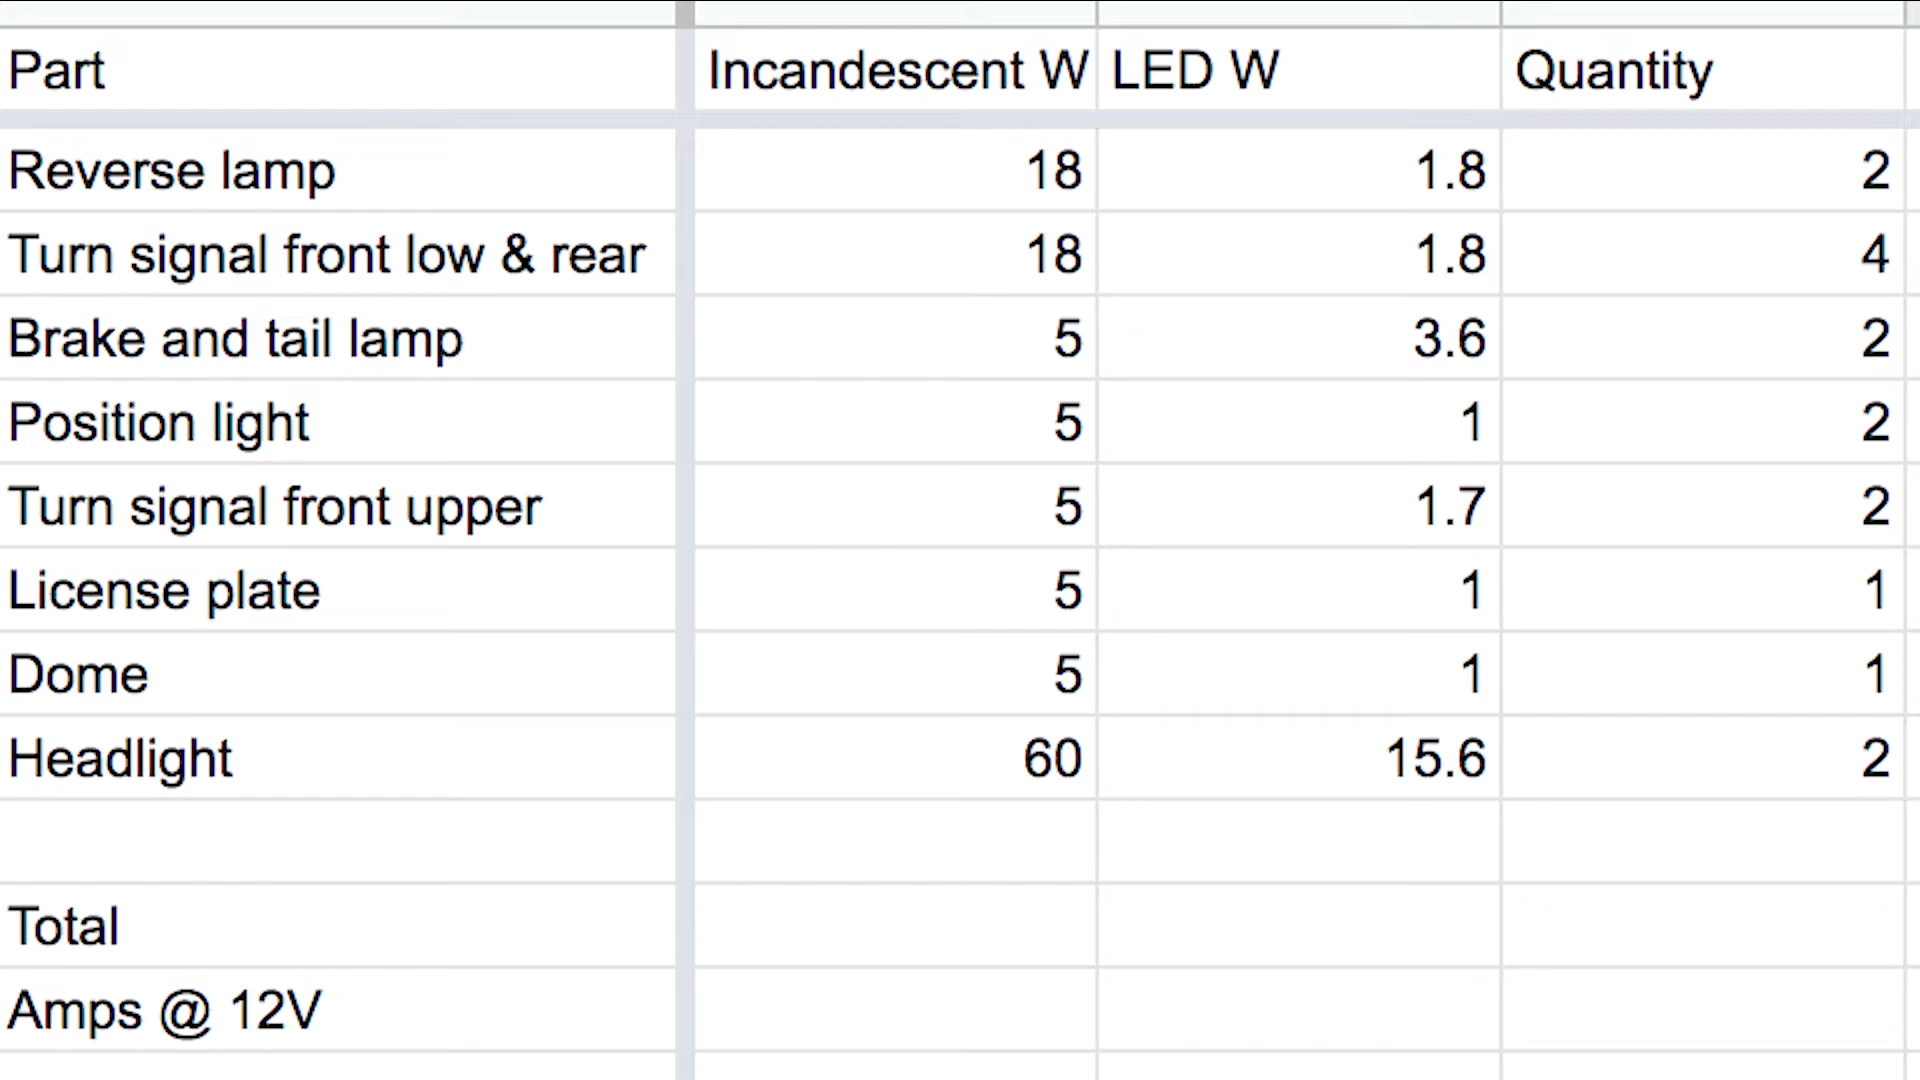 Part Incandescent W LED W Quantity
Reverse lamp 18 1.8 2
Turn signal front low & rear 18 1.8 4
Brake and tail lamp 5 3.6 2
Position light 5 1 2
Turn signal front upper 5 1.7 2
License plate 5 1 1
Dome 5 1 1
Headlight 60 15.6 2
Total
Amps @ 12V